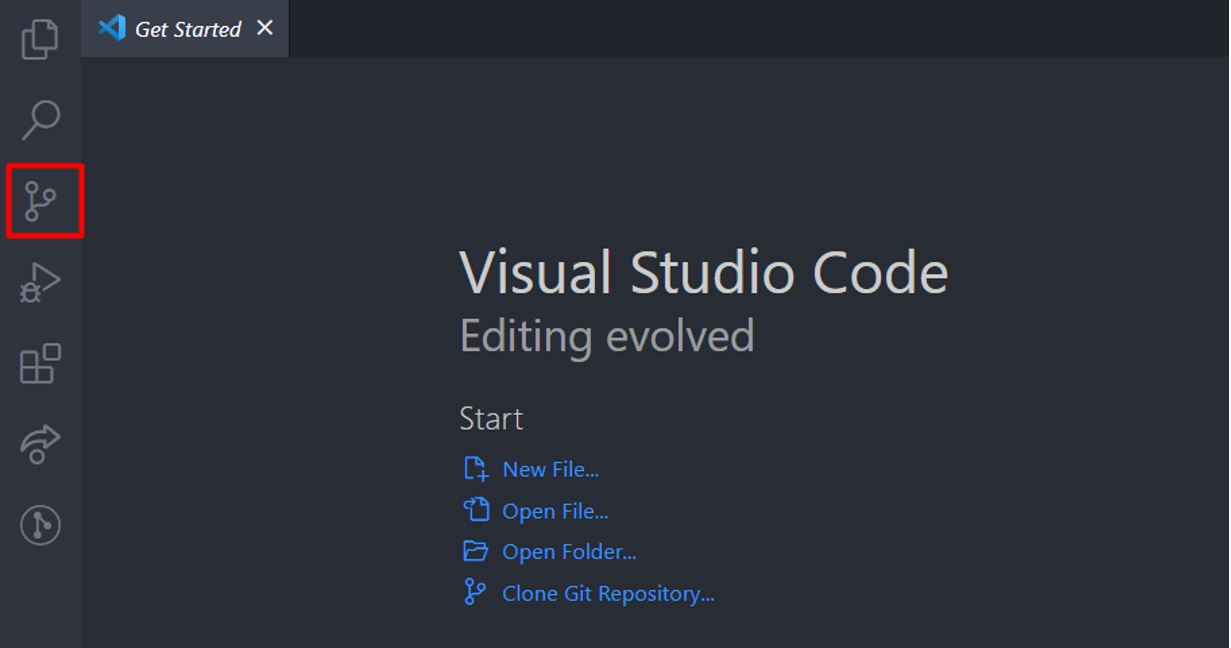 Get Started
Visual Studio Code
Editing evolved
Start
New File...
Open File...
Open Folder...
Clone Git Repository...